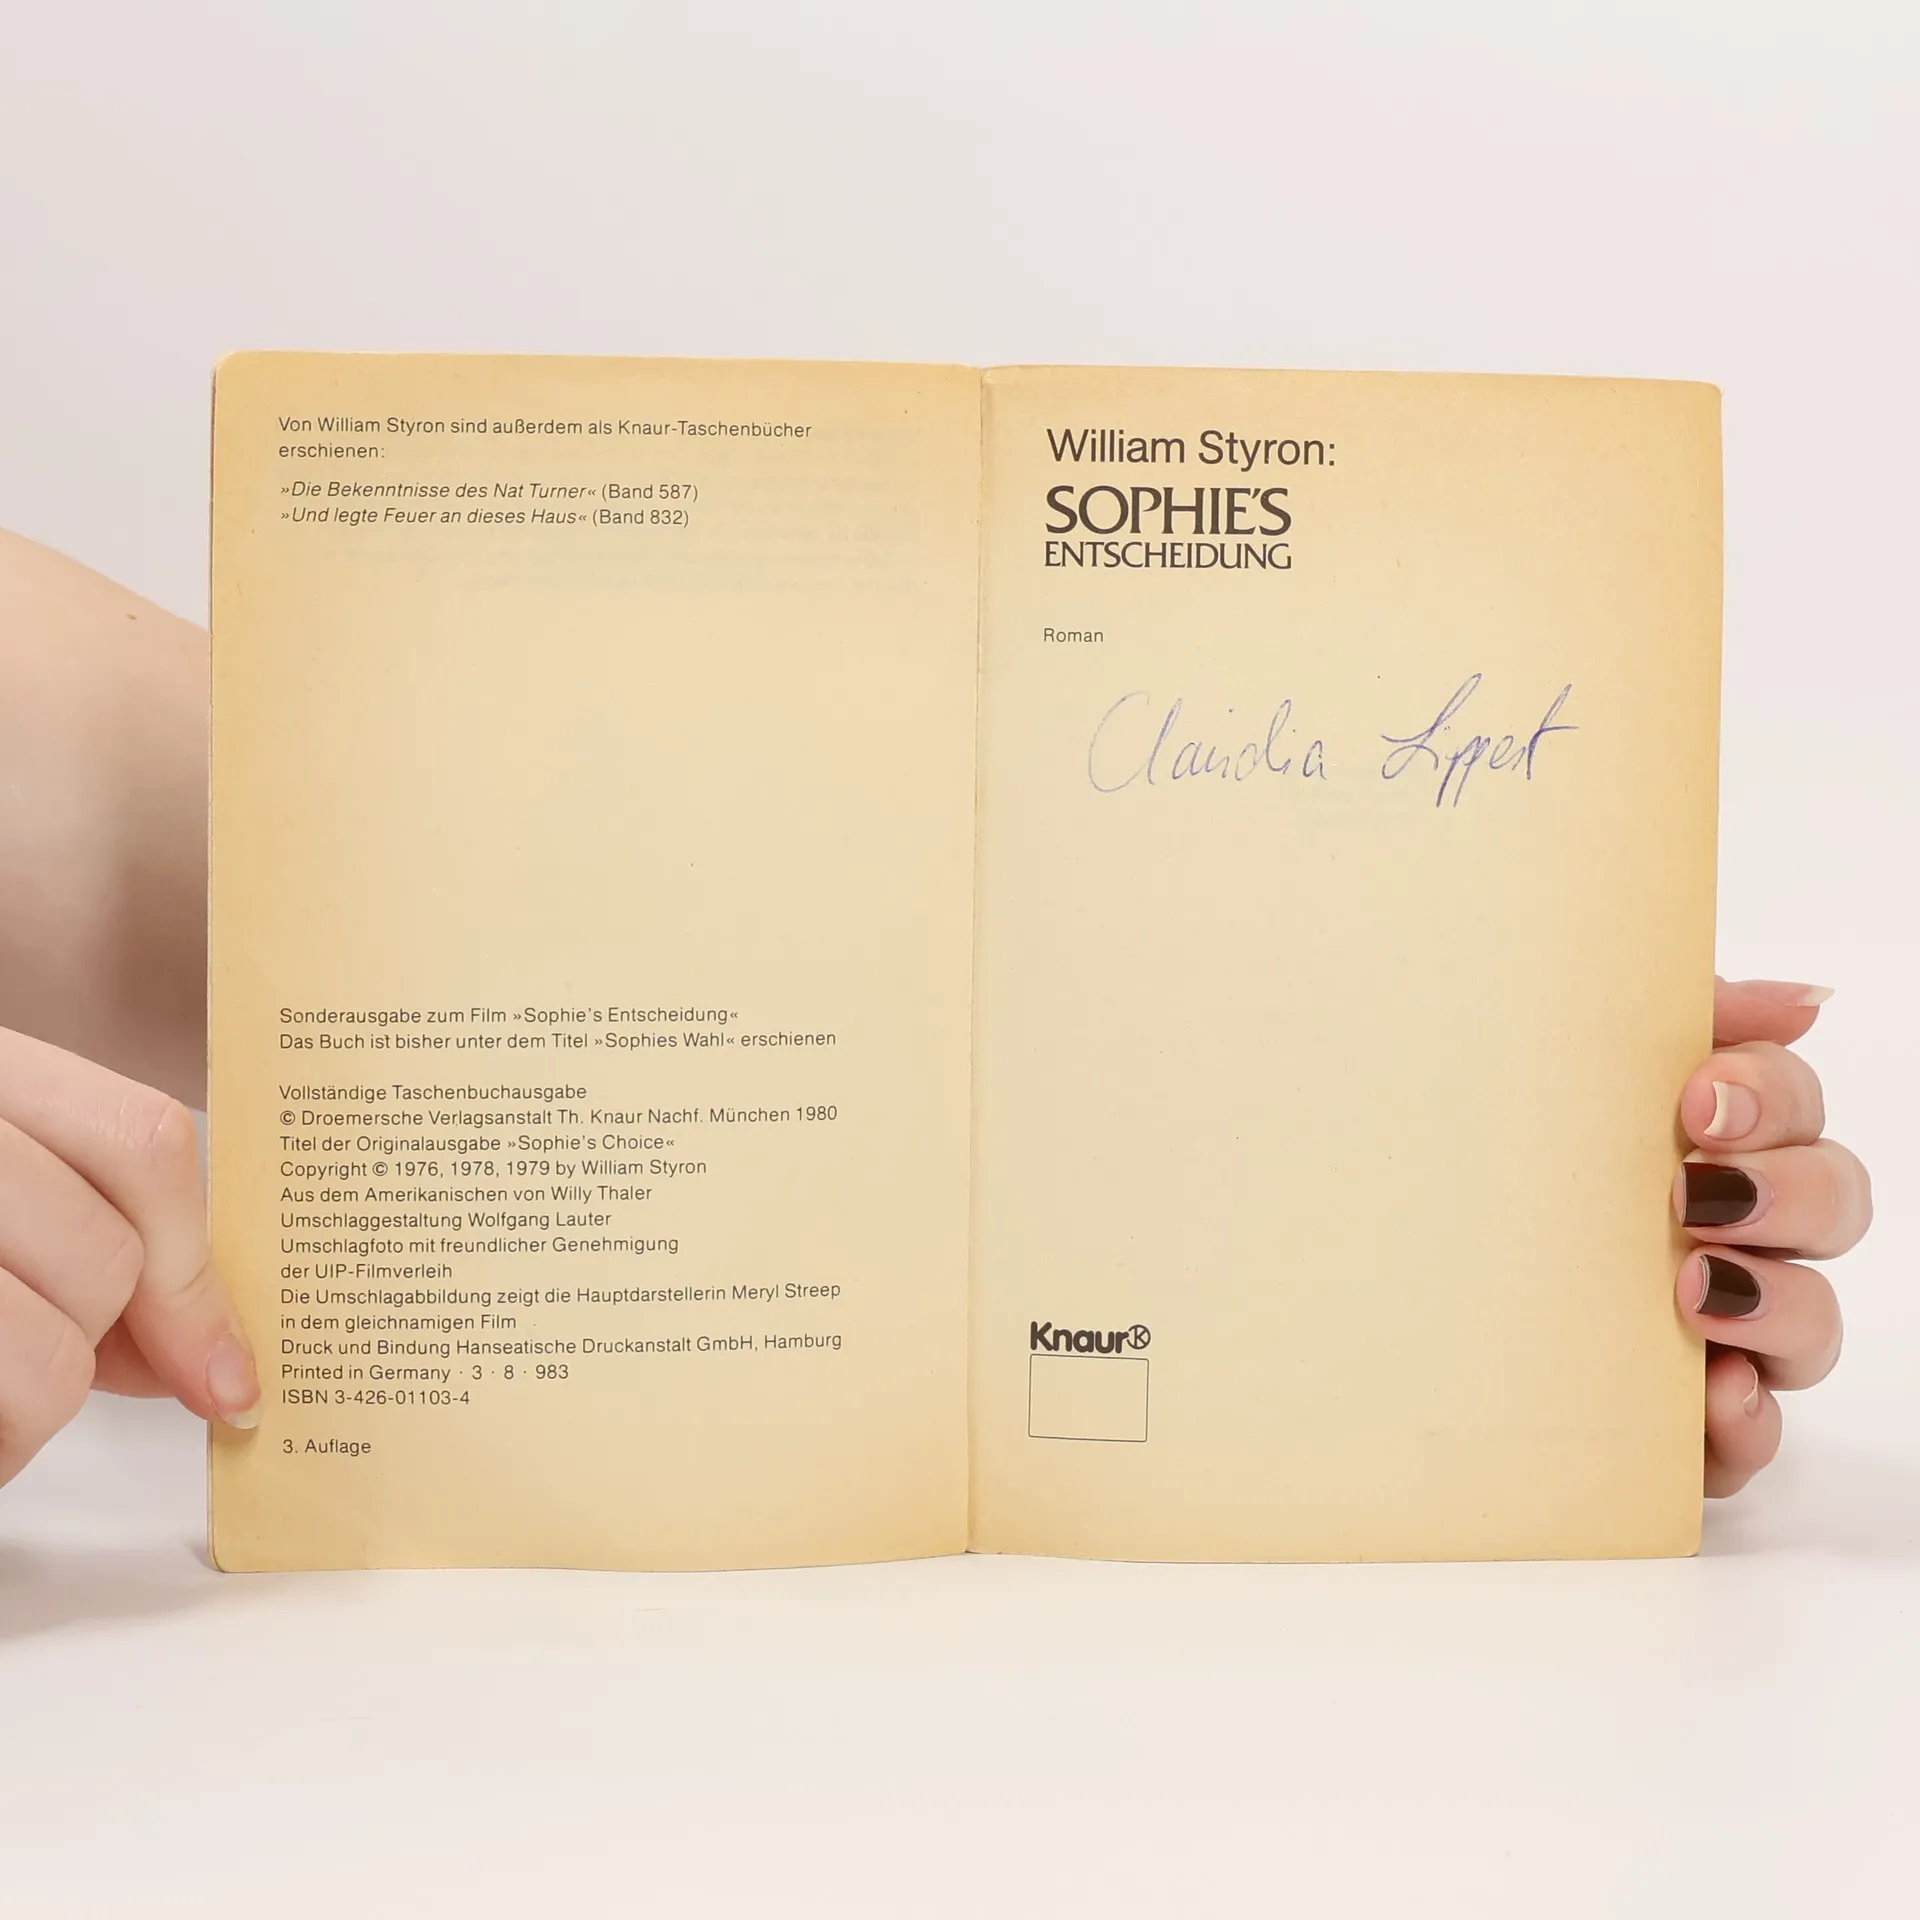 Von William Styron sind außerdem als Knaur-Taschenbücher
erschienen:
»Die Bekenntnisse des Nat Turner« (Band 587)
»Und legte Feuer an dieses Haus« (Band 832)
Sonderausgabe zum Film »Sophie's Entscheidung«
Das Buch ist bisher unter dem Titel »Sophies Wahl« erschienen
Vollständige Taschenbuchausgabe
© Droemersche Verlagsanstalt Th. Knaur Nachf. München 1980
Titel der Originalausgabe »Sophie's Choice«
Copyright © 1976, 1978, 1979 by William Styron
Aus dem Amerikanischen von Willy Thaler
Umschlaggestaltung Wolfgang Lauter
Umschlagfoto mit freundlicher Genehmigung
der UIP-Filmverleih
Die Umschlagabbildung zeigt die Hauptdarstellerin Meryl Streep
in dem gleichnamigen Film
Druck und Bindung Hanseatische Druckanstalt GmbH, Hamburg
Printed in Germany · 3 · 8 · 983
ISBN 3-426-01103-4
3. Auflage
William Styron:
SOPHIE'S
ENTSCHEIDUNG
Roman
Claudia Lippert
Knaur K